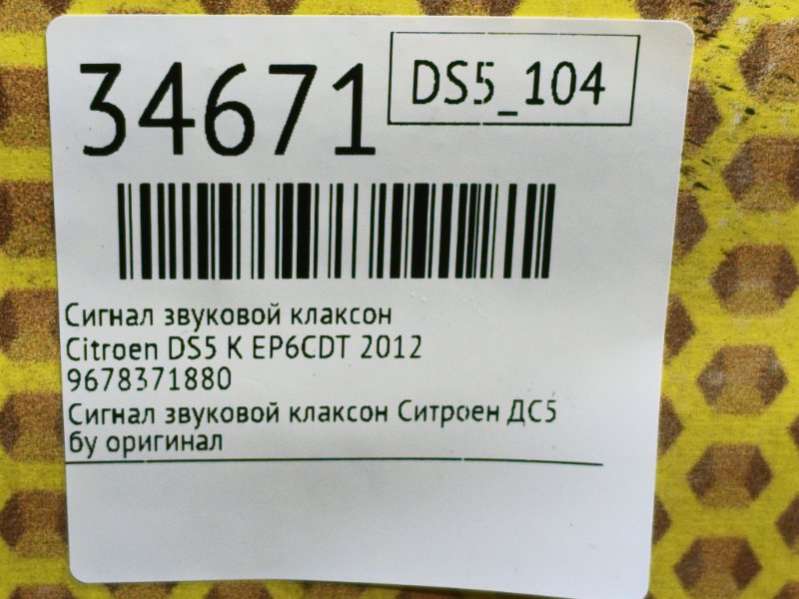 34671
DS5_104
Сигнал звуковой клаксон
Citroen DS5 K EP6CDT 2012
9678371880
Сигнал звуковой клаксон Ситроен ДС5
бу оригинал